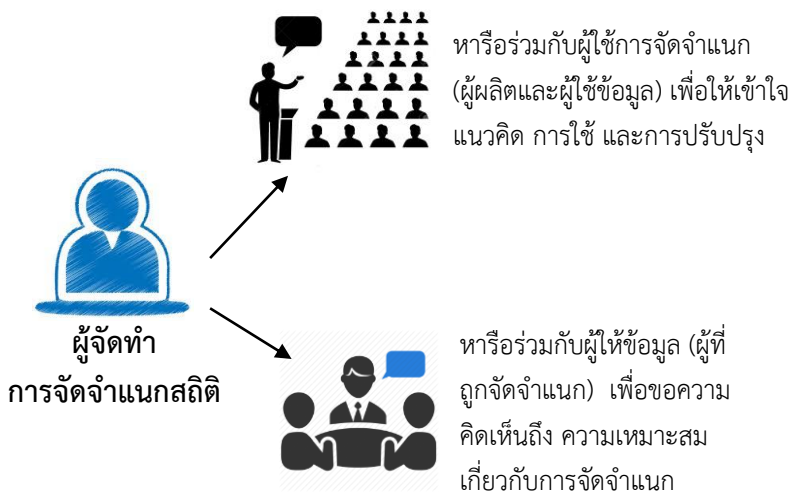 หารือร่วมกับผู้ใช้การจัดจำแนก
(ผู้ผลิตและผู้ใช้ข้อมูล) เพื่อให้เข้าใจ
แนวคิด การใช้ และการปรับปรุง
ผู้จัดทำ
การจัดจำแนกสถิติ
หารือร่วมกับผู้ให้ข้อมูล (ผู้ที่
ถูกจัดจำแนก) เพื่อขอความ
คิดเห็นถึง ความเหมาะสม
เกี่ยวกับการจัดจำแนก